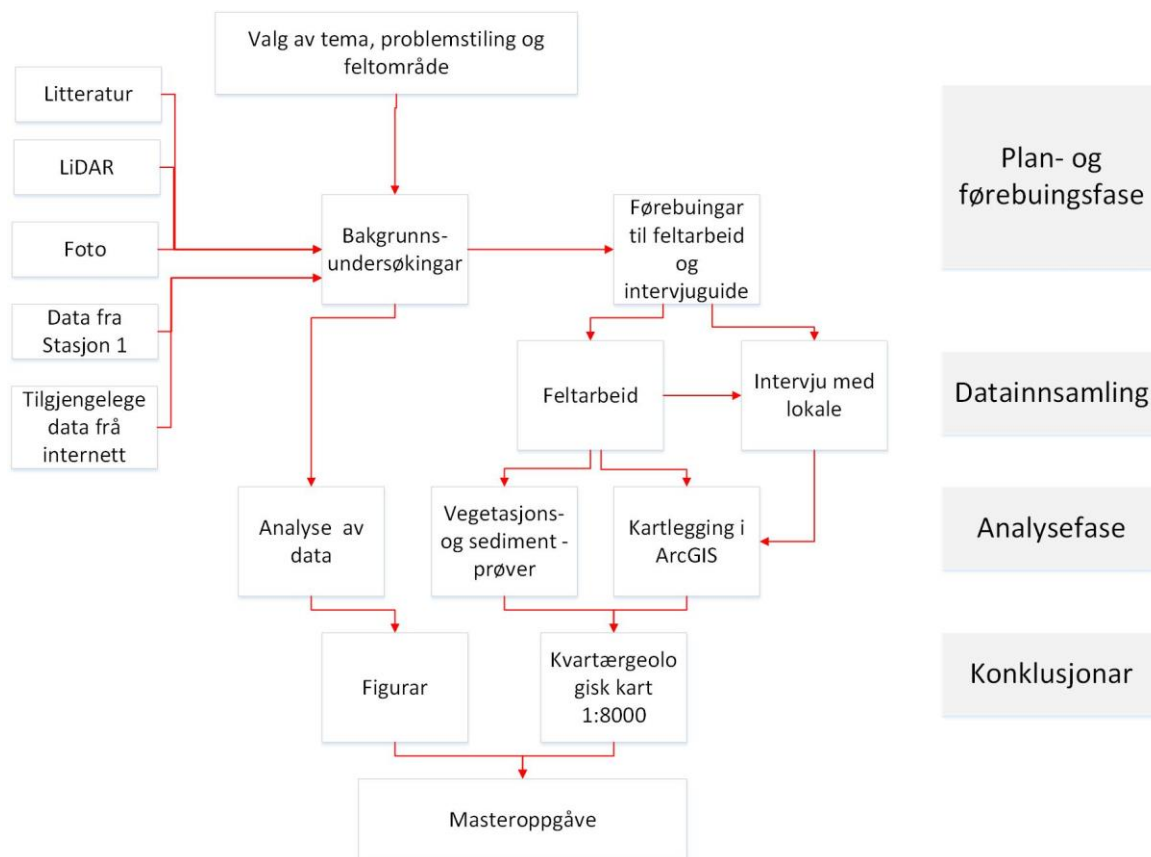 Valg av tema, problemstiling og
feltområde
Litteratur
LiDAR
Foto
Data fra
Stasjon 1
Tilgjengelege
data frå
internett
Bakgrunns-
undersøkingar
Førebuingar
til feltarbeid
og
intervjuguide
Plan- og
førebuingsfase
Feltarbeid
Intervju med
lokale
Datainnsamling
Analyse av
data
Vegetasjons-
og sediment -
prøver
Kartlegging i
ArcGIS
Analysefase
Figurar
Kvartærgeolo
gisk kart
1:8000
Konklusjonar
Masteroppgåve